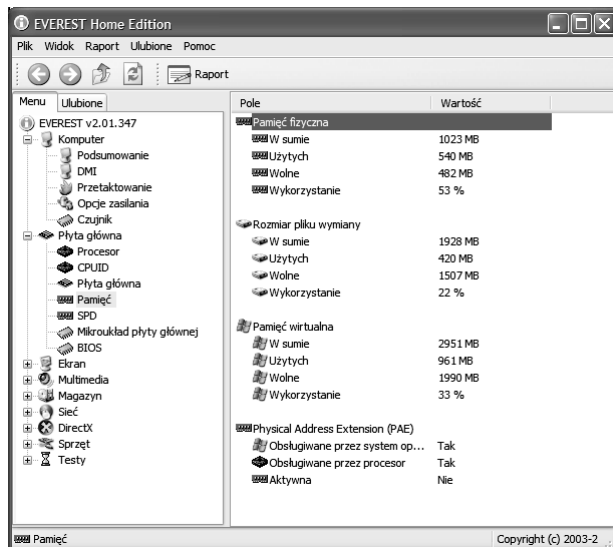 EVEREST Home Edition
Plik Widok Raport Ulubione Pomoc
Raport
Menu Ulubione
EVEREST v2.01.347
Komputer
Podsumowanie
DMI
Przetaktowanie
Opcje zasilania
Czujnik
Płyta główna
Procesor
CPUID
Płyta główna
Pamięć
SPD
Mikroukład płyty głównej
BIOS
Ekran
Multimedia
Magazyn
Sieć
DirectX
Sprzęt
Testy
Pole Wartość
Pamięć fizyczna
W sumie 1023 MB
Użytych 540 MB
Wolne 482 MB
Wykorzystanie 53 %
Rozmiar pliku wymiany
W sumie 1928 MB
Użytych 420 MB
Wolne 1507 MB
Wykorzystanie 22 %
Pamięć wirtualna
W sumie 2951 MB
Użytych 961 MB
Wolne 1990 MB
Wykorzystanie 33 %
Physical Address Extension (PAE)
Obsługiwane przez system op... Tak
Obsługiwane przez procesor Tak
Aktywna Nie
Pamięć Copyright (c) 2003-2